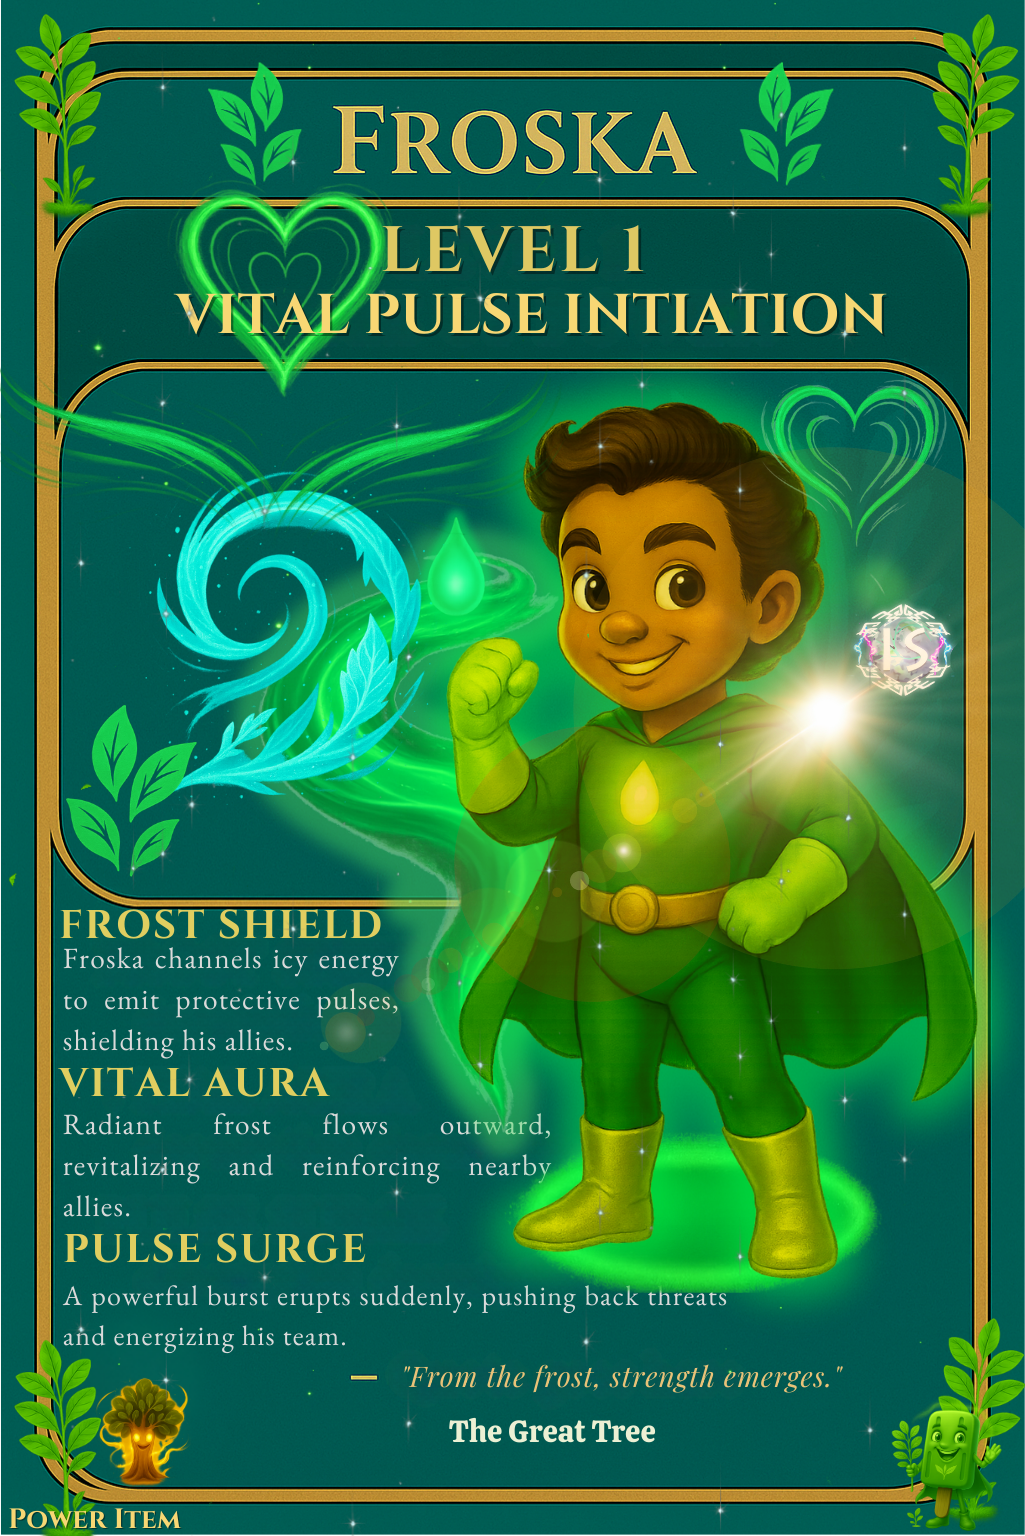 FROSKA
LEVEL 1
VITAL PULSE INTIATION
IS
FROST SHIELD
Froska channels icy energy
to emit protective pulses,
shielding his allies.
VITAL AURA
Radiant frost flows outward,
revitalizing and reinforcing nearby
allies.
PULSE SURGE
A powerful burst erupts suddenly, pushing back threats
and energizing his team.
— "From the frost, strength emerges."
The Great Tree
POWER ITEM